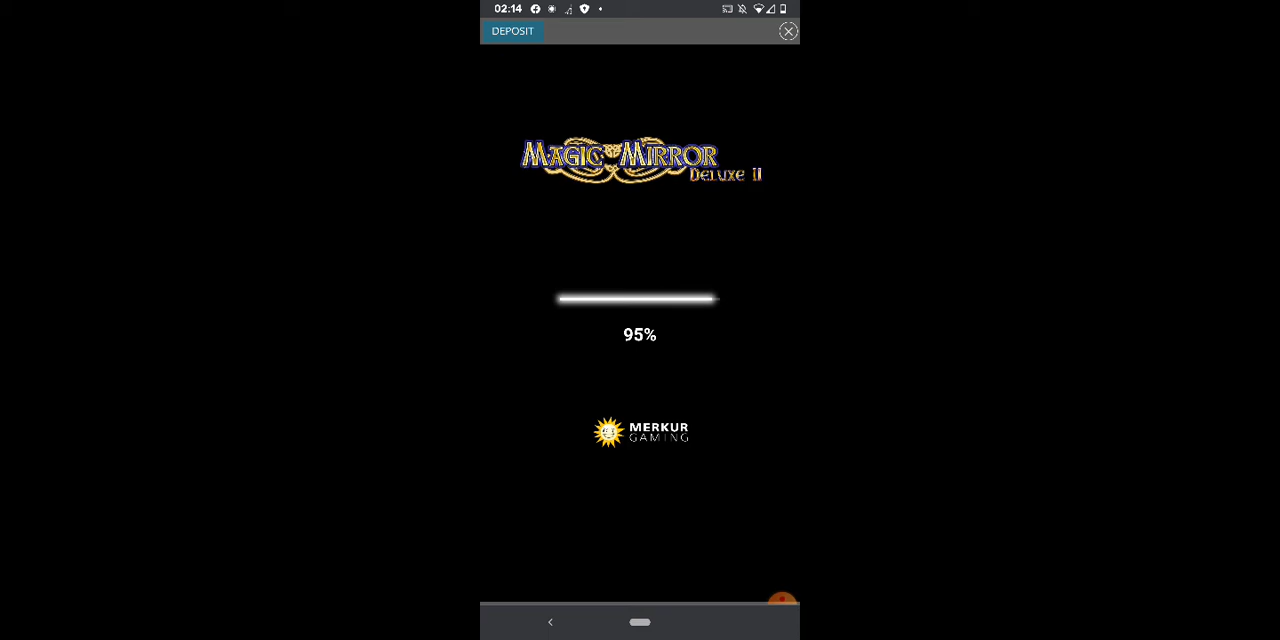 02:14
DEPOSIT
MAGIC MIRROR
DELUXE II
95%
MERKUR
GAMING